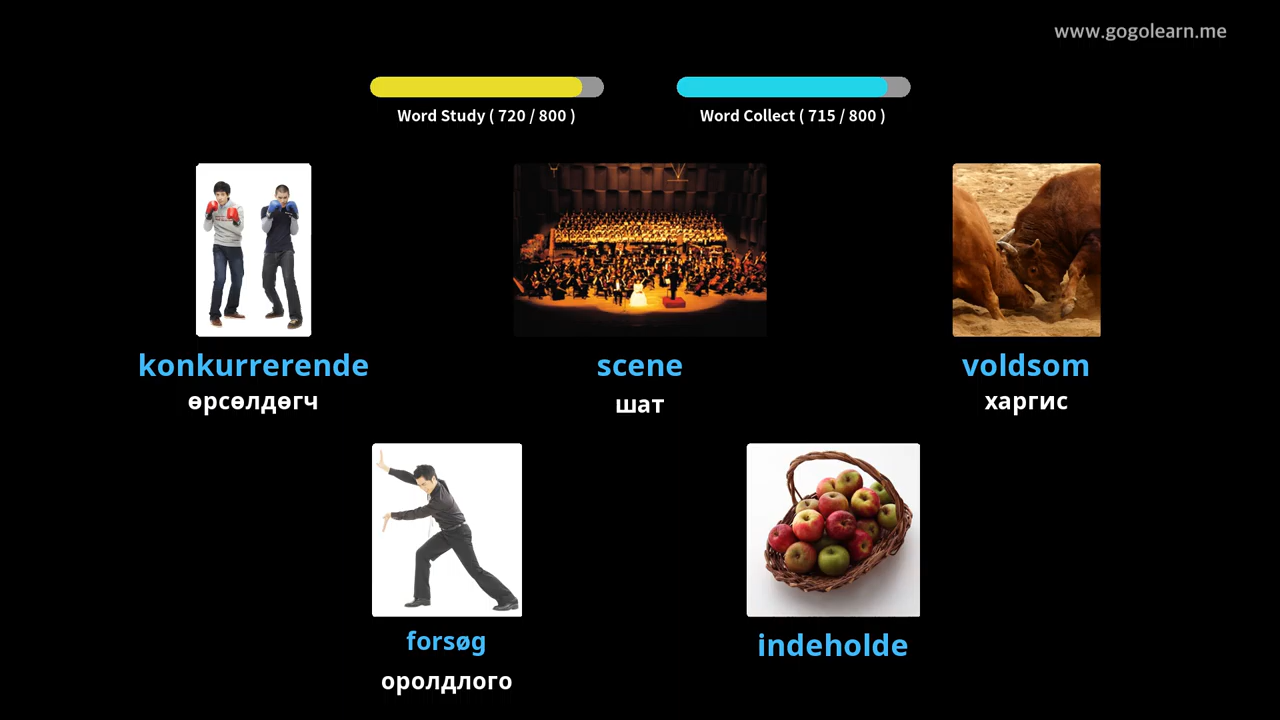 www.gogolearn.me
Word Study ( 720 / 800 )
Word Collect ( 715 / 800 )
konkurrerende
өрсөлдөгч
scene
шат
voldsom
харгис
forsøg
оролдлого
indeholde